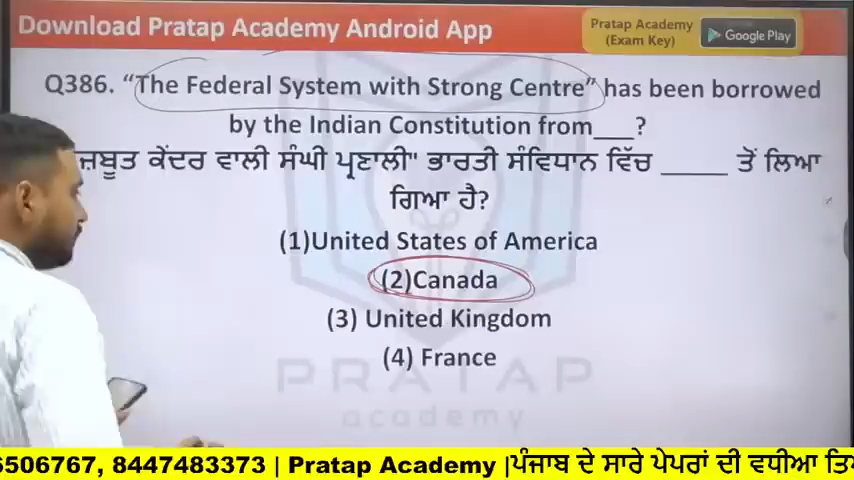 Download Pratap Academy Android App
Pratap Academy
(Exam Key)
Google Play
Q386. “The Federal System with Strong Centre” has been borrowed
by the Indian Constitution from___?
ਵਾਲੀ ਸੰਘੀ ਪ੍ਰਣਾਲੀ" ਭਾਰਤੀ ਸੰਵਿਧਾਨ ਵਿੱਚ _____ ਤੋਂ ਲਿਆ
ਗਿਆ ਹੈ?
(1)United States of America
(2)Canada
(3) United Kingdom
(4) France
PRATAP
academy
6506767, 8447483373 | Pratap Academy |ਪੰਜਾਬ ਦੇ ਸਾਰੇ ਪੇਪਰਾਂ ਦੀ ਵਧੀਆ